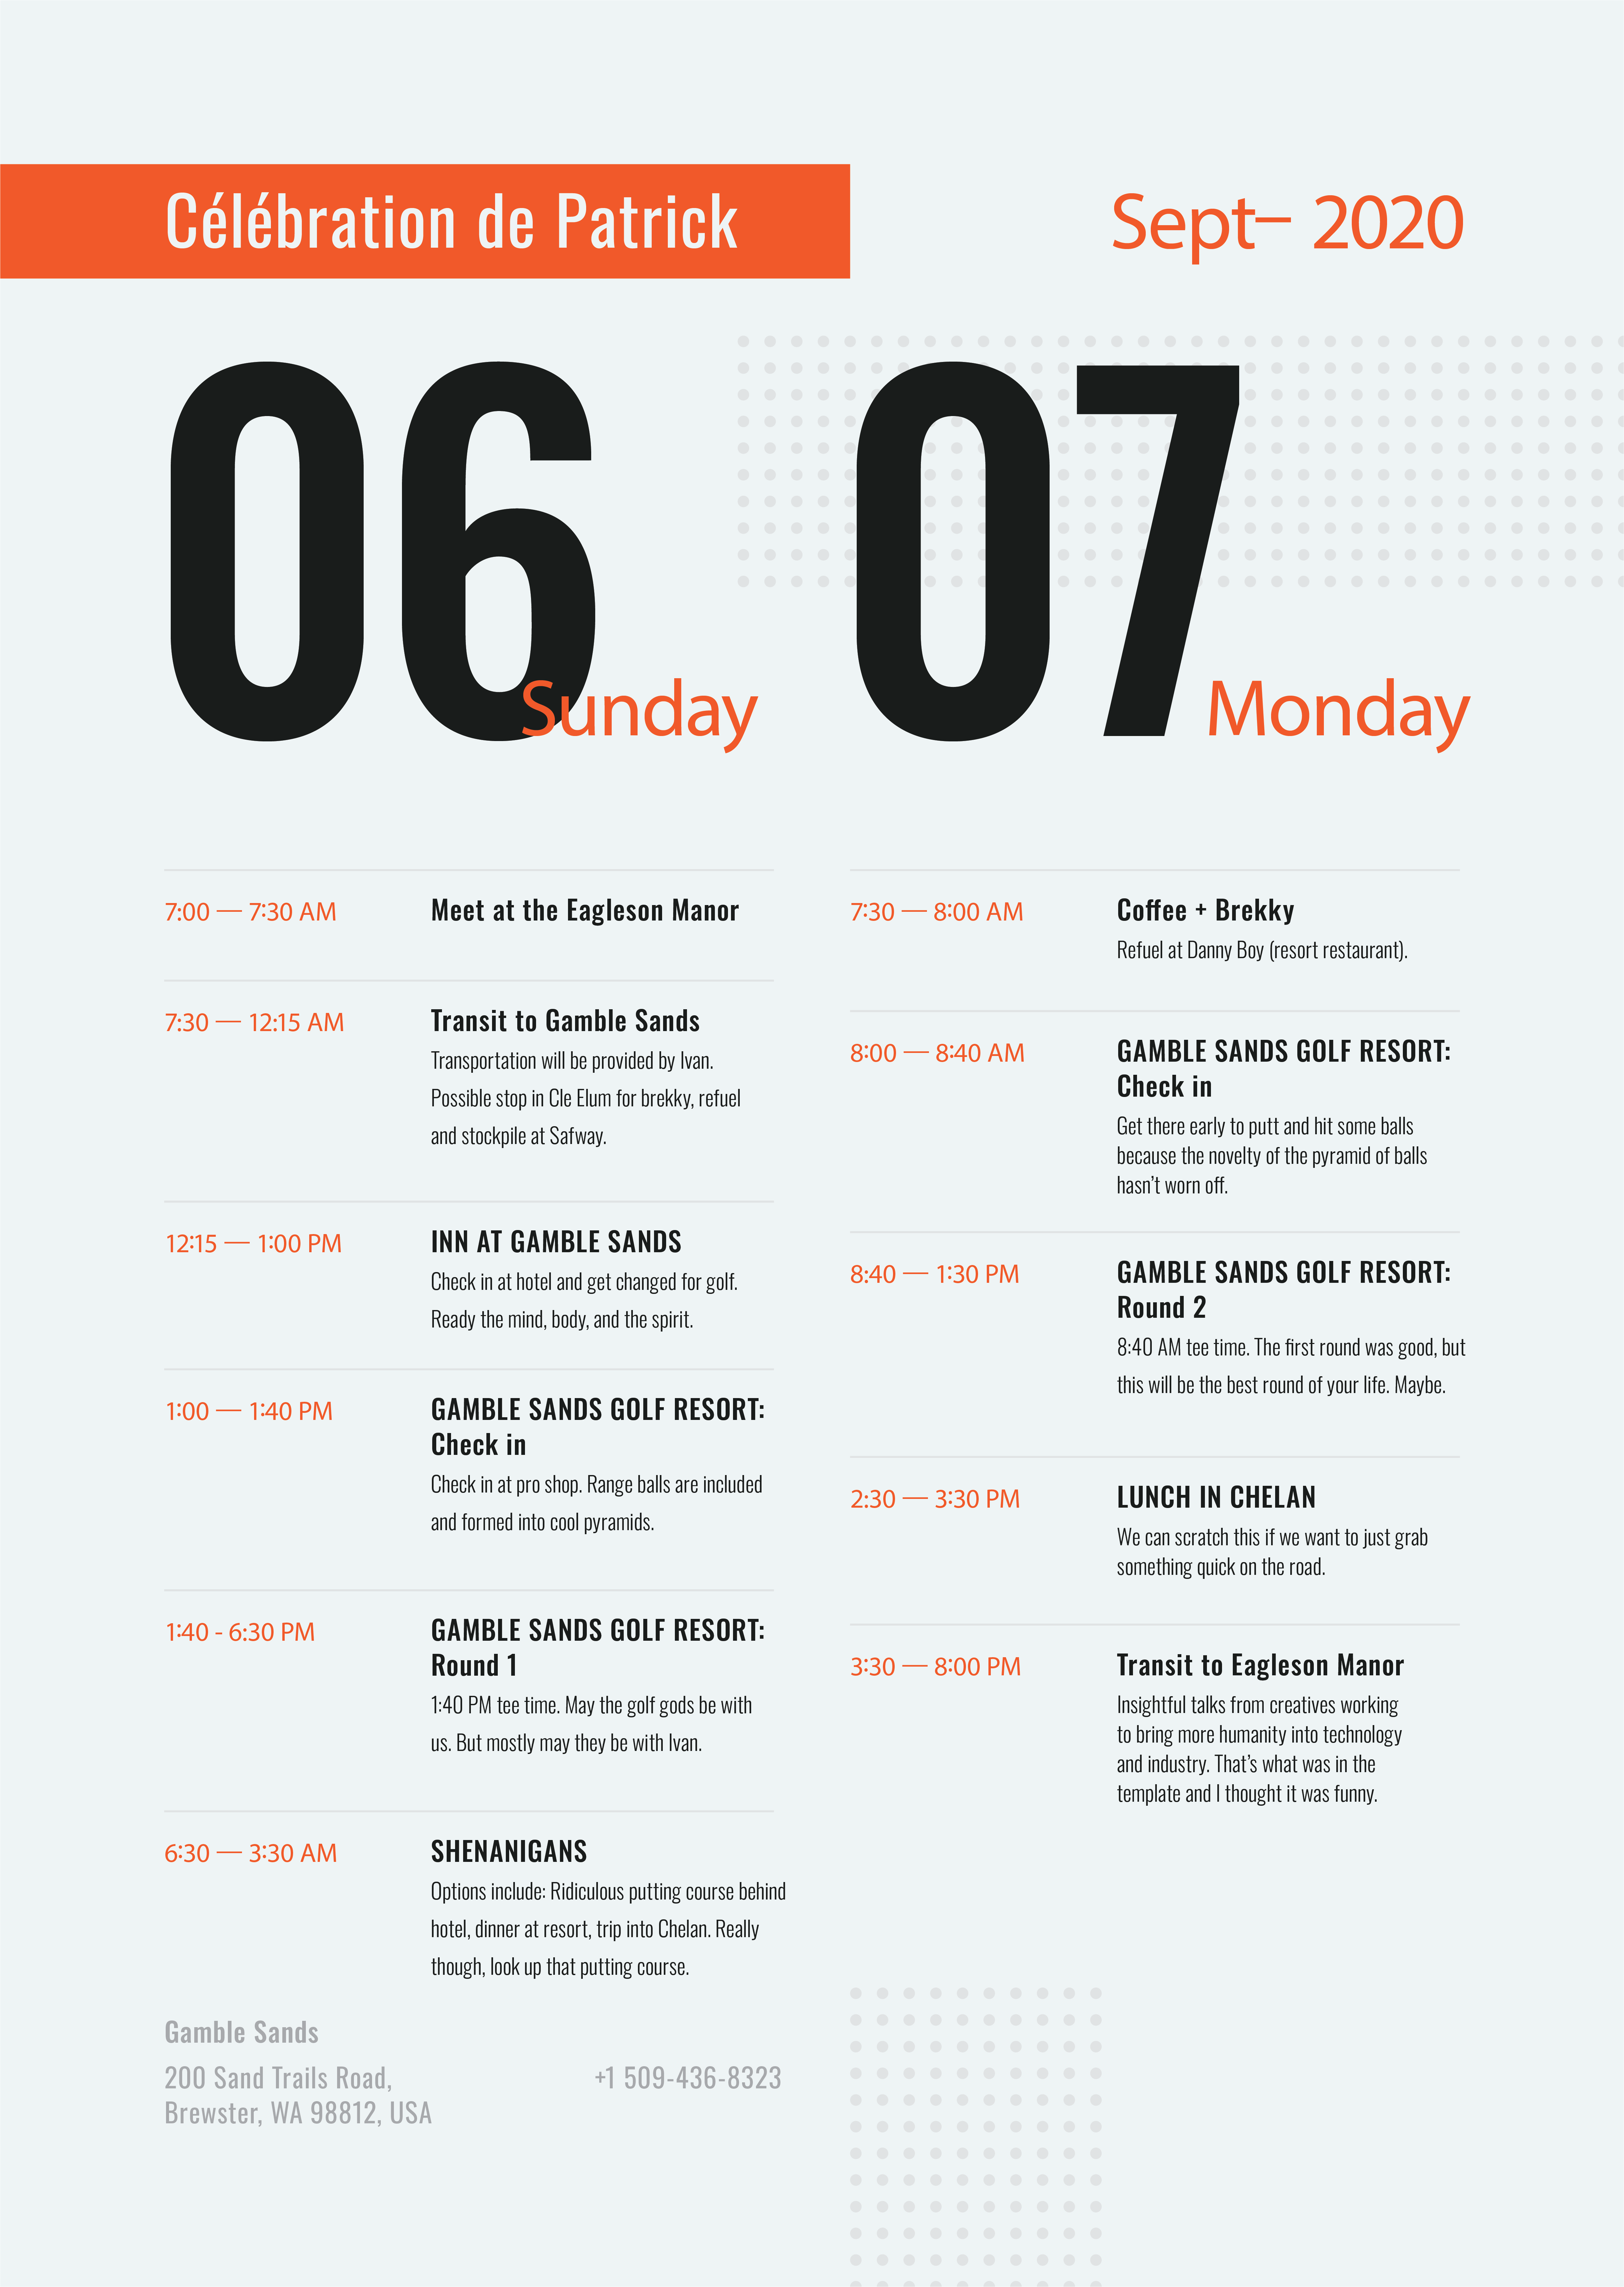 Célébration de Patrick
Sept– 2020
06
Sunday
7:00 — 7:30 AM
Meet at the Eagleson Manor
7:30 — 12:15 AM
Transit to Gamble Sands
Transportation will be provided by Ivan.
Possible stop in Cle Elum for brekky, refuel
and stockpile at Safway.
12:15 — 1:00 PM
INN AT GAMBLE SANDS
Check in at hotel and get changed for golf.
Ready the mind, body, and the spirit.
1:00 — 1:40 PM
GAMBLE SANDS GOLF RESORT:
Check in
Check in at pro shop. Range balls are included
and formed into cool pyramids.
1:40 - 6:30 PM
GAMBLE SANDS GOLF RESORT:
Round 1
1:40 PM tee time. May the golf gods be with
us. But mostly may they be with Ivan.
6:30 — 3:30 AM
SHENANIGANS
Options include: Ridiculous putting course behind
hotel, dinner at resort, trip into Chelan. Really
though, look up that putting course.
07
Monday
7:30 — 8:00 AM
Coffee + Brekky
Refuel at Danny Boy (resort restaurant).
8:00 — 8:40 AM
GAMBLE SANDS GOLF RESORT:
Check in
Get there early to putt and hit some balls
because the novelty of the pyramid of balls
hasn't worn off.
8:40 — 1:30 PM
GAMBLE SANDS GOLF RESORT:
Round 2
8:40 AM tee time. The first round was good, but
this will be the best round of your life. Maybe.
2:30 — 3:30 PM
LUNCH IN CHELAN
We can scratch this if we want to just grab
something quick on the road.
3:30 — 8:00 PM
Transit to Eagleson Manor
Insightful talks from creatives working
to bring more humanity into technology
and industry. That's what was in the
template and I thought it was funny.
Gamble Sands
200 Sand Trails Road,
Brewster, WA 98812, USA
+1 509-436-8323